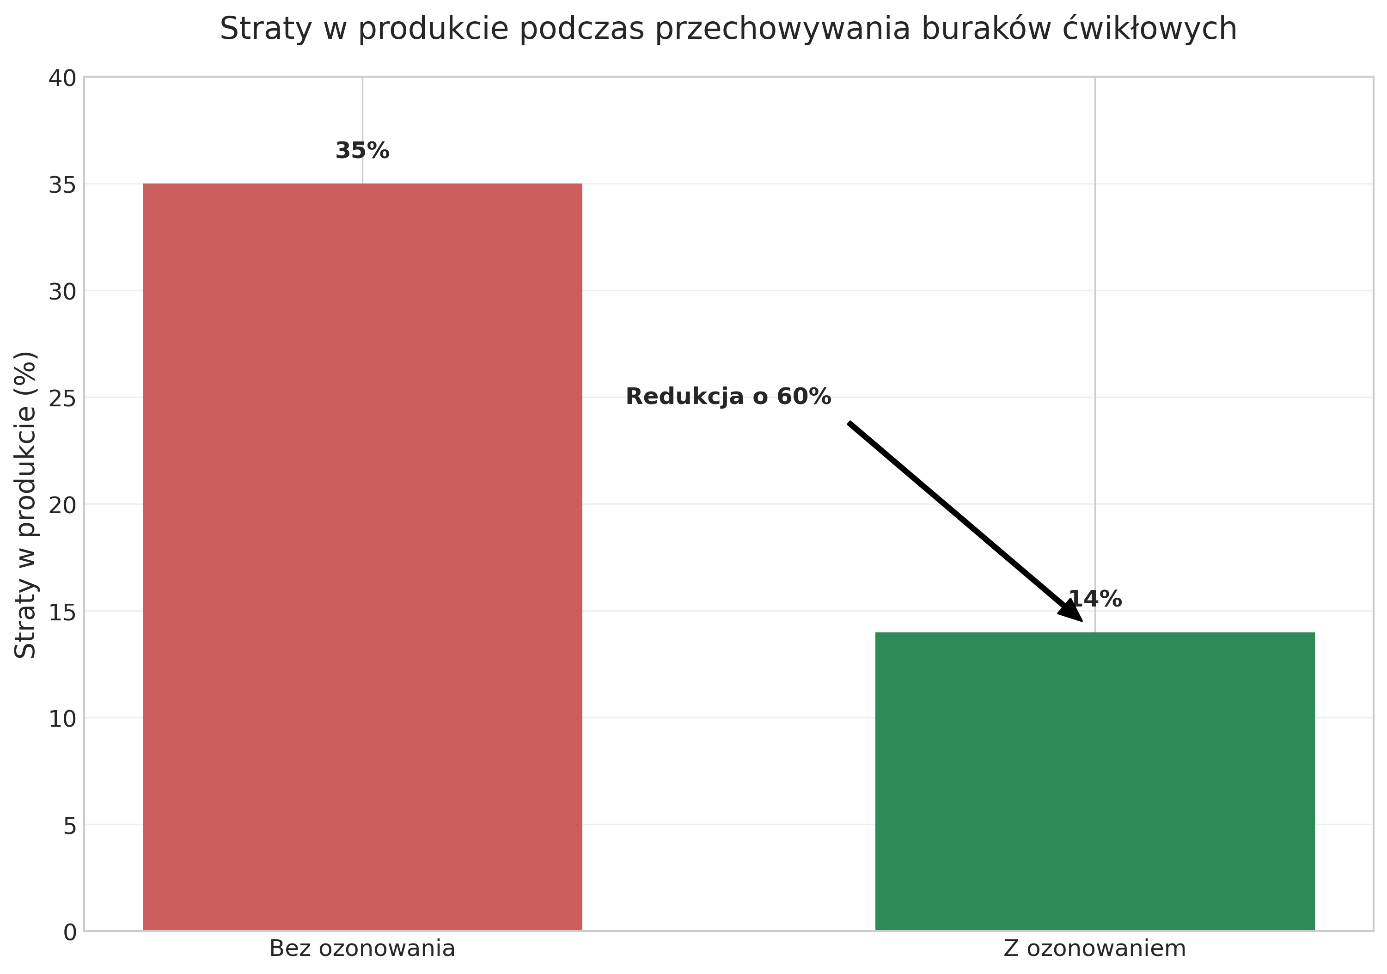 Straty w produkcie podczas przechowywania buraków ćwikłowych
Straty w produkcie (%)
40
35
30
25
20
15
10
5
0
35%
Redukcja o 60%
14%
Bez ozonowania
Z ozonowaniem